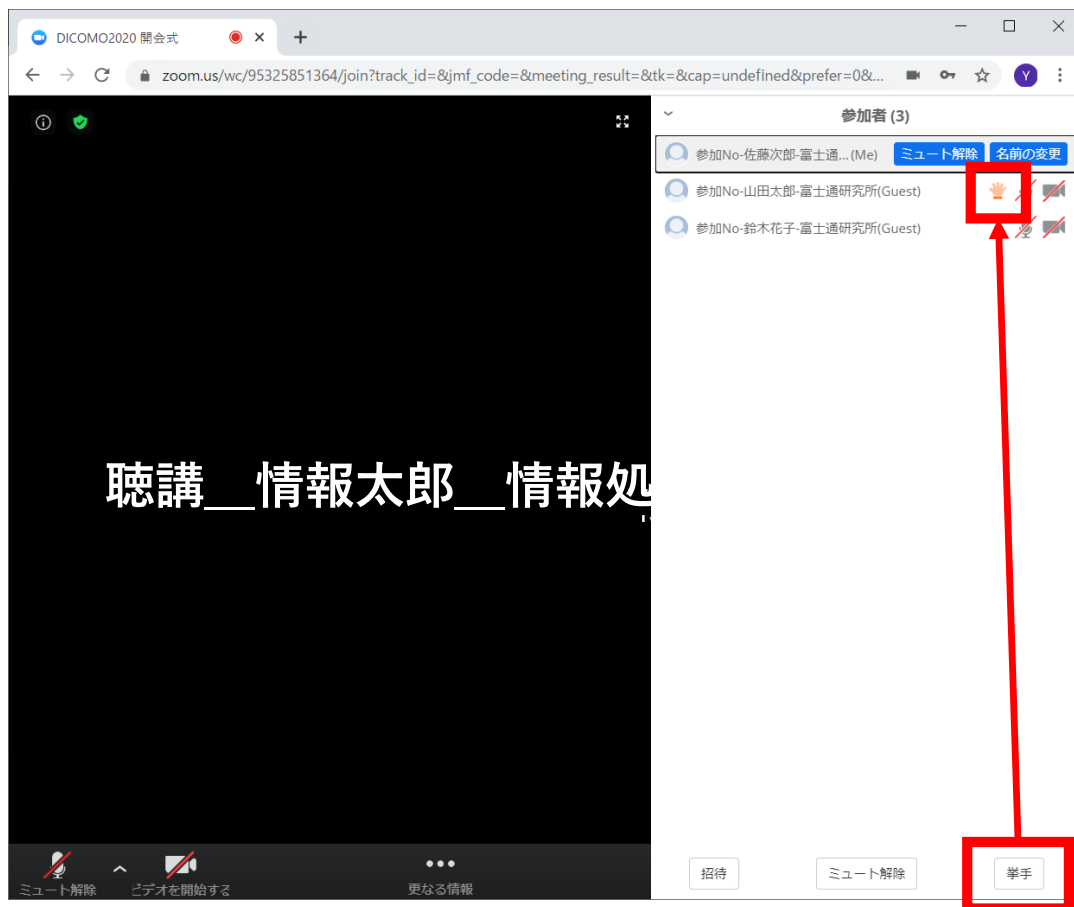 DICOMO2020 開会式
zoom.us/wc/95325851364/join?track_id=&jmf_code=&meeting_result=&tk=&cap=undefined&prefer=0&...
Y
参加者 (3)
参加No-佐藤次郎-富士通... (Me) ミュート解除 名前の変更
参加No-山田太郎-富士通研究所(Guest)
参加No-鈴木花子-富士通研究所(Guest)
聴講__情報太郎__情報処
ミュート解除 ビデオを開始する 更なる情報
招待 ミュート解除 挙手